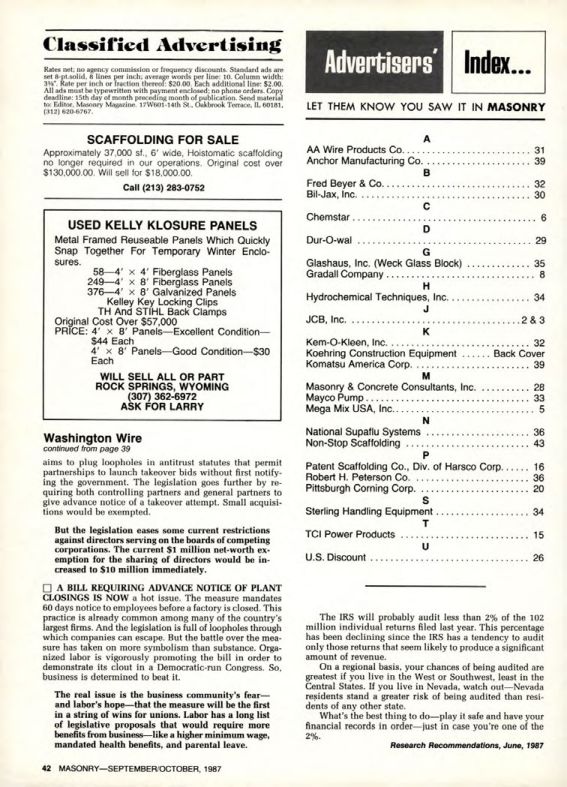 Classified Advertising
Rates net; no agency commission or frequency discounts. Standard ads are
set 8-pt.solid, 8 lines per inch; average words per line: 10. Column width:
3⅜". Rate per inch or fraction thereof: $20.00. Each additional line: $2.00.
All ads must be typewritten with payment enclosed; no phone orders. Copy
deadline: 15th day of month preceding month of publication. Send material
to: Editor, Masonry Magazine. 17W601-14th St., Oakbrook Terrace, IL 60181,
(312) 620-6767.
SCAFFOLDING FOR SALE
Approximately 37,000 sf., 6' wide, Hoistomatic scaffolding
no longer required in our operations. Original cost over
$130,000.00. Will sell for $18,000.00.
Call (213) 283-0752
USED KELLY KLOSURE PANELS
Metal Framed Reuseable Panels Which Quickly
Snap Together For Temporary Winter Enclo-
sures.
58—4' × 4' Fiberglass Panels
249—4' × 8' Fiberglass Panels
376—4' × 8' Galvanized Panels
Kelley Key Locking Clips
TH And STIHL Back Clamps
Original Cost Over $57,000
PRICE: 4' × 8' Panels—Excellent Condition—
$44 Each
4' × 8' Panels—Good Condition—$30
Each
WILL SELL ALL OR PART
ROCK SPRINGS, WYOMING
(307) 362-6972
ASK FOR LARRY
Washington Wire
continued from page 39
aims to plug loopholes in antitrust statutes that permit
partnerships to launch takeover bids without first notify-
ing the government. The legislation goes further by re-
quiring both controlling partners and general partners to
give advance notice of a takeover attempt. Small acquisi-
tions would be exempted.
But the legislation eases some current restrictions
against directors serving on the boards of competing
corporations. The current $1 million net-worth ex-
emption for the sharing of directors would be in-
creased to $10 million immediately.
☐ A BILL REQUIRING ADVANCE NOTICE OF PLANT
CLOSINGS IS NOW a hot issue. The measure mandates
60 days notice to employees before a factory is closed. This
practice is already common among many of the country's
largest firms. And the legislation is full of loopholes through
which companies can escape. But the battle over the mea-
sure has taken on more symbolism than substance. Orga-
nized labor is vigorously promoting the bill in order to
demonstrate its clout in a Democratic-run Congress. So,
business is determined to beat it.
The real issue is the business community's fear—
and labor's hope—that the measure will be the first
in a string of wins for unions. Labor has a long list
of legislative proposals that would require more
benefits from business—like a higher minimum wage,
mandated health benefits, and parental leave.
Advertisers' Index...
LET THEM KNOW YOU SAW IT IN MASONRY
A
AA Wire Products Co. . . . . . . . . . 31
Anchor Manufacturing Co. . . . . . . . . . 39
B
Fred Beyer & Co. . . . . . . . . . 32
Bil-Jax, Inc. . . . . . . . . . 30
C
Chemstar . . . . . . . . . . 6
D
Dur-O-wal . . . . . . . . . . 29
G
Glashaus, Inc. (Weck Glass Block) . . . . . . . . . . 35
Gradall Company . . . . . . . . . . 8
H
Hydrochemical Techniques, Inc. . . . . . . . . . 34
J
JCB, Inc. . . . . . . . . . 2 & 3
K
Kem-O-Kleen, Inc. . . . . . . . . . 32
Koehring Construction Equipment . . . . . . Back Cover
Komatsu America Corp. . . . . . . . . . 39
M
Masonry & Concrete Consultants, Inc. . . . . . . . . . 28
Mayco Pump . . . . . . . . . . 33
Mega Mix USA, Inc. . . . . . . . . . 5
N
National Supaflu Systems . . . . . . . . . . 36
Non-Stop Scaffolding . . . . . . . . . . 43
P
Patent Scaffolding Co., Div. of Harsco Corp. . . . . . 16
Robert H. Peterson Co. . . . . . . . . . 36
Pittsburgh Corning Corp. . . . . . . . . . 20
S
Sterling Handling Equipment . . . . . . . . . . 34
T
TCI Power Products . . . . . . . . . . 15
U
U.S. Discount . . . . . . . . . . 26
The IRS will probably audit less than 2% of the 102
million individual returns filed last year. This percentage
has been declining since the IRS has a tendency to audit
only those returns that seem likely to produce a significant
amount of revenue.
On a regional basis, your chances of being audited are
greatest if you live in the West or Southwest, least in the
Central States. If you live in Nevada, watch out—Nevada
residents stand a greater risk of being audited than resi-
dents of any other state.
What's the best thing to do—play it safe and have your
financial records in order—just in case you're one of the
2%.
Research Recommendations, June, 1987
42 MASONRY—SEPTEMBER/OCTOBER, 1987